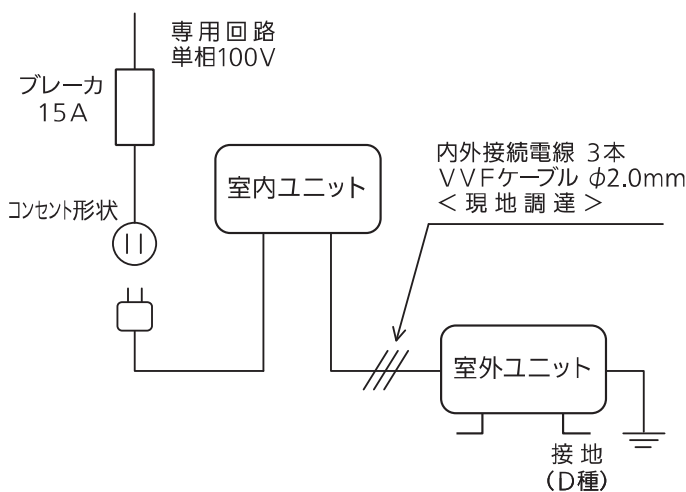 専用回路
単相100V
ブレーカ
15A
コンセント形状
室内ユニット
内外接続電線 3本
VVFケーブル φ2.0mm
<現地調達>
室外ユニット
接地
(D種)